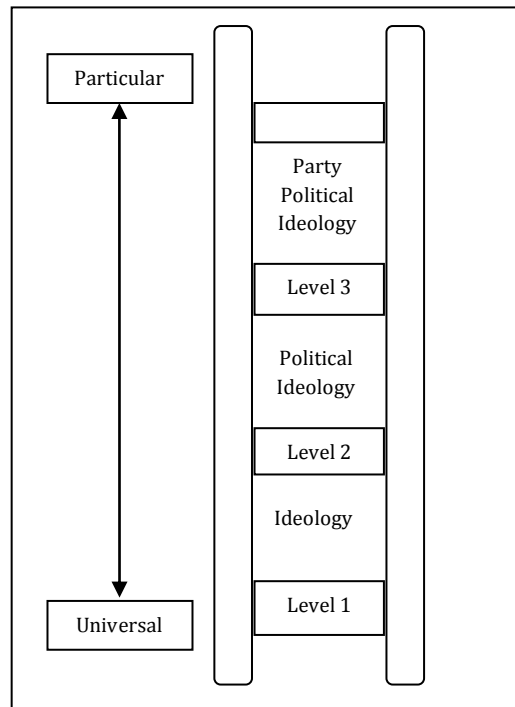 Particular
Party
Political
Ideology
Level 3
Political
Ideology
Level 2
Ideology
Level 1
Universal